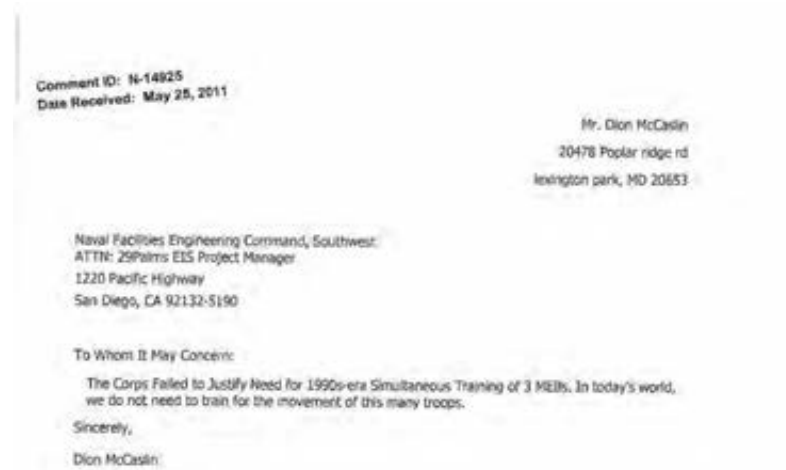 Comment ID: N-14925
Date Received: May 25, 2011
Mr. Dion McCaslin
20478 Poplar ridge rd
lexington park, MD 20653
Naval Facilities Engineering Command, Southwest
ATTN: 29Palms EIS Project Manager
1220 Pacific Highway
San Diego, CA 92132-5190
To Whom It May Concern:
The Corps Failed to Justify Need for 1990s-era Simultaneous Training of 3 MEBs. In today's world,
we do not need to train for the movement of this many troops.
Sincerely,
Dion McCaslin